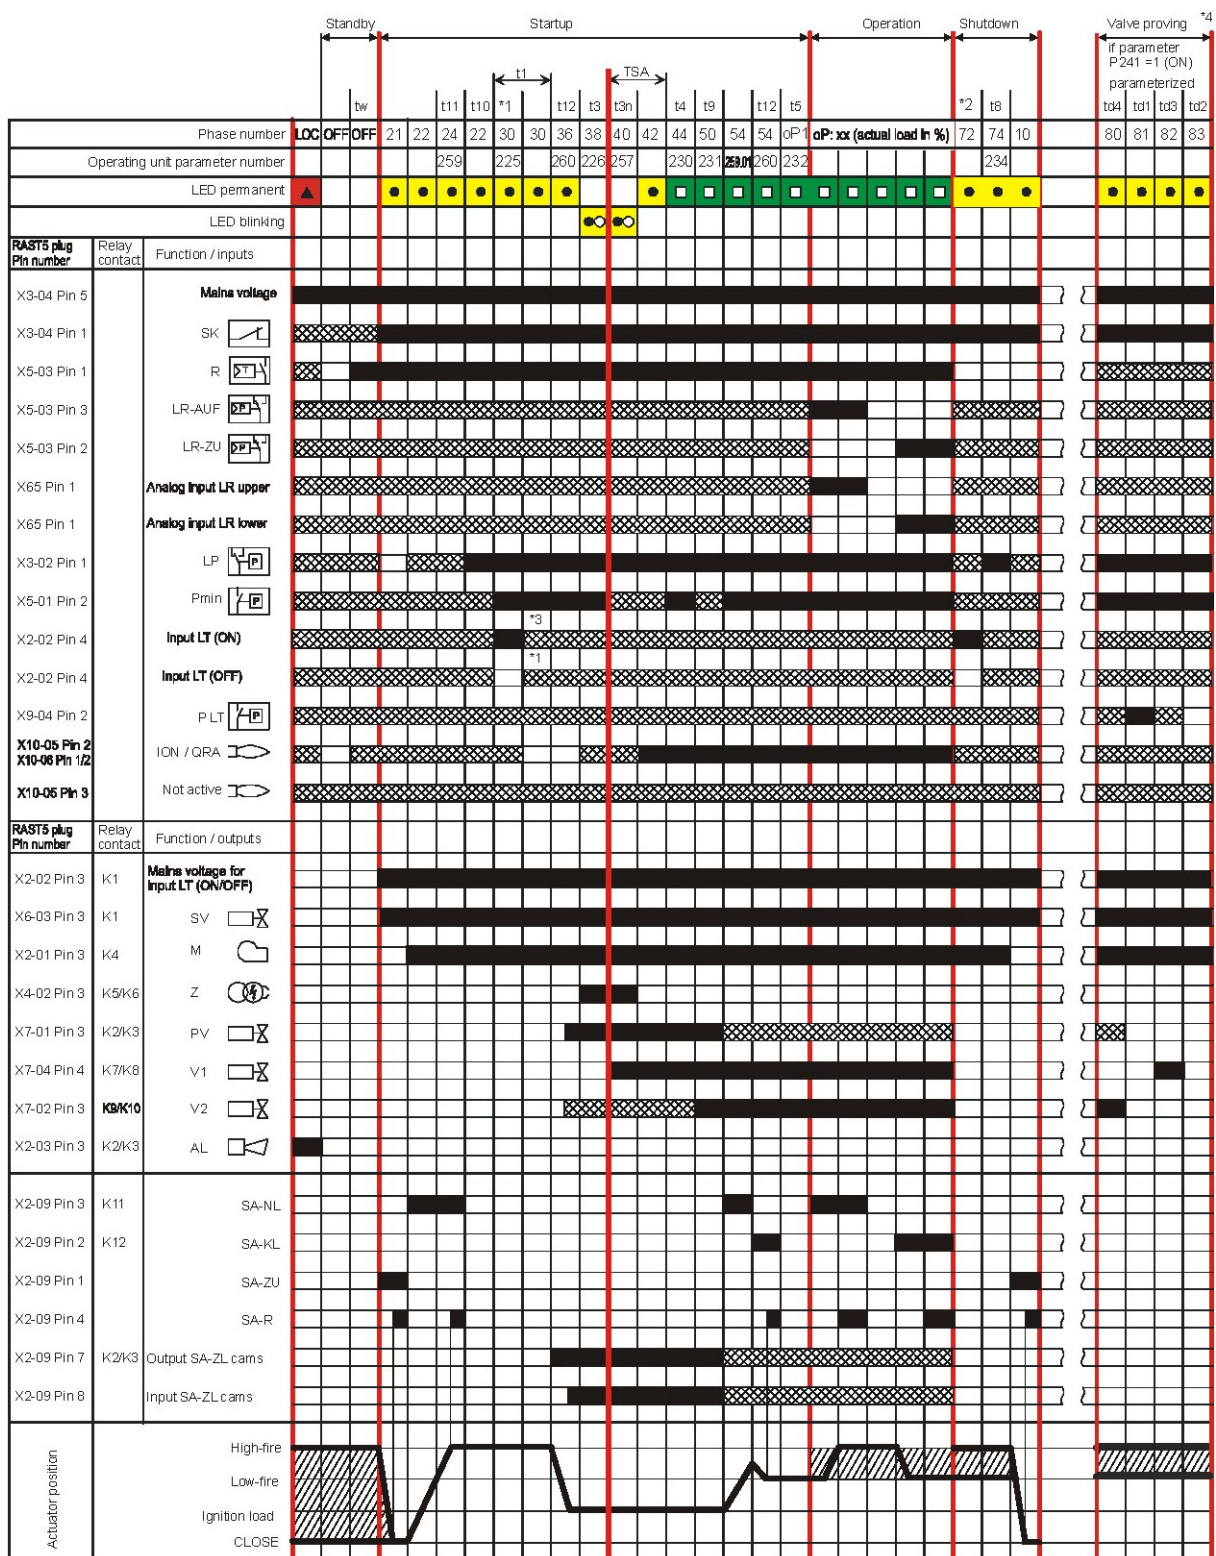 Standby Startup Operation Shutdown Valve proving *4
if parameter
P241 =1 (ON)
parameterized
t1 TSA
tw t11 t10 *1 t12 t3 t3n t4 t9 t12 t5 *2 t8 td4 td1 td3 td2
Phase number LOC OFF OFF 21 22 24 22 30 30 36 38 40 42 44 50 54 54 oP1 oP: xx (actual load in %) 72 74 10 80 81 82 83
Operating unit parameter number 259 225 260 226 257 230 231 259.01 260 232 234
LED permanent
LED blinking
RAST5 plug Pin number Relay contact Function / inputs
X3-04 Pin 5 Mains voltage
X3-04 Pin 1 SK
X5-03 Pin 1 R
X5-03 Pin 3 LR-AUF
X5-03 Pin 2 LR-ZU
X65 Pin 1 Analog input LR upper
X65 Pin 1 Analog input LR lower
X3-02 Pin 1 LP
X5-01 Pin 2 Pmin
*3
X2-02 Pin 4 Input LT (ON)
*1
X2-02 Pin 4 Input LT (OFF)
X9-04 Pin 2 P LT
X10-05 Pin 2
X10-06 Pin 1/2 ION / QRA
X10-05 Pin 3 Not active
RAST5 plug Pin number Relay contact Function / outputs
X2-02 Pin 3 K1 Mains voltage for Input LT (ON/OFF)
X6-03 Pin 3 K1 SV
X2-01 Pin 3 K4 M
X4-02 Pin 3 K5/K6 Z
X7-01 Pin 3 K2/K3 PV
X7-04 Pin 4 K7/K8 V1
X7-02 Pin 3 K9/K10 V2
X2-03 Pin 3 K2/K3 AL
X2-09 Pin 3 K11 SA-NL
X2-09 Pin 2 K12 SA-KL
X2-09 Pin 1 SA-ZU
X2-09 Pin 4 SA-R
X2-09 Pin 7 K2/K3 Output SA-ZL cams
X2-09 Pin 8 Input SA-ZL cams
Actuator position
High-fire
Low-fire
Ignition load
CLOSE